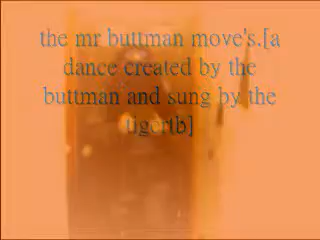 the mr buttman move's.[a
dance created by the
buttman and sung by the
tigertb]